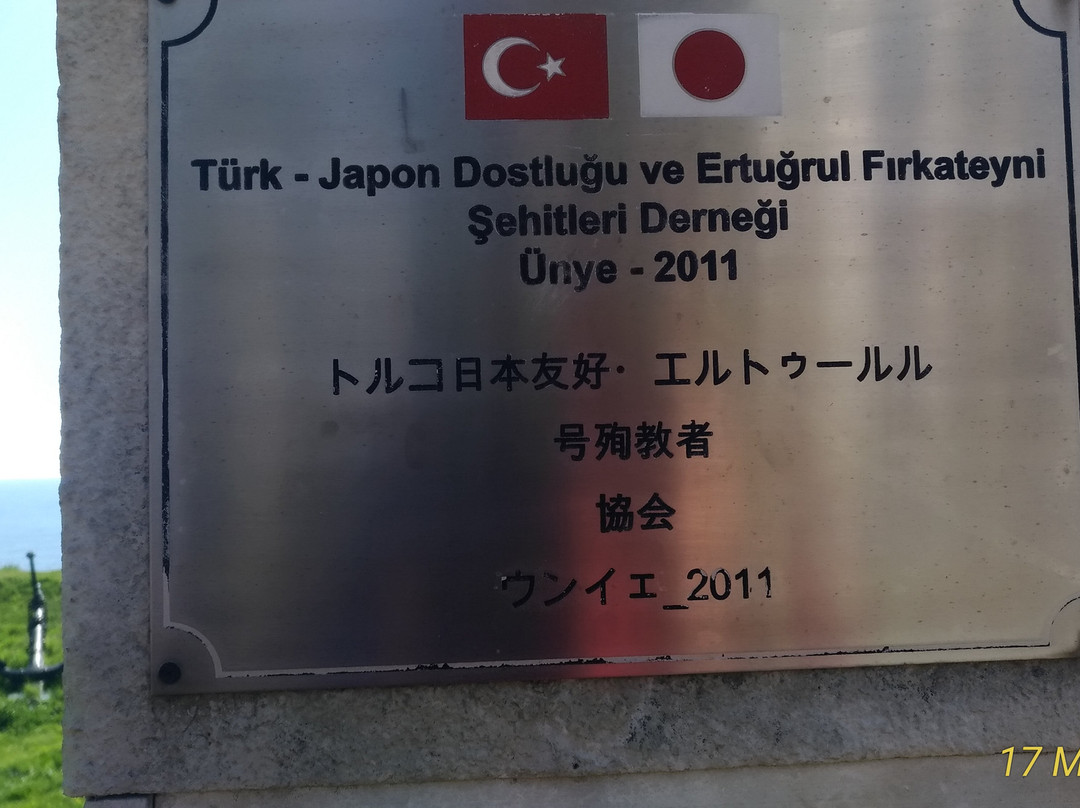 Türk - Japon Dostluğu ve Ertuğrul Fırkateyni
Şehitleri Derneği
Ünye - 2011
トルコ日本友好・エルトゥールル
号殉教者
協会
ウンイエ_2011
17 M